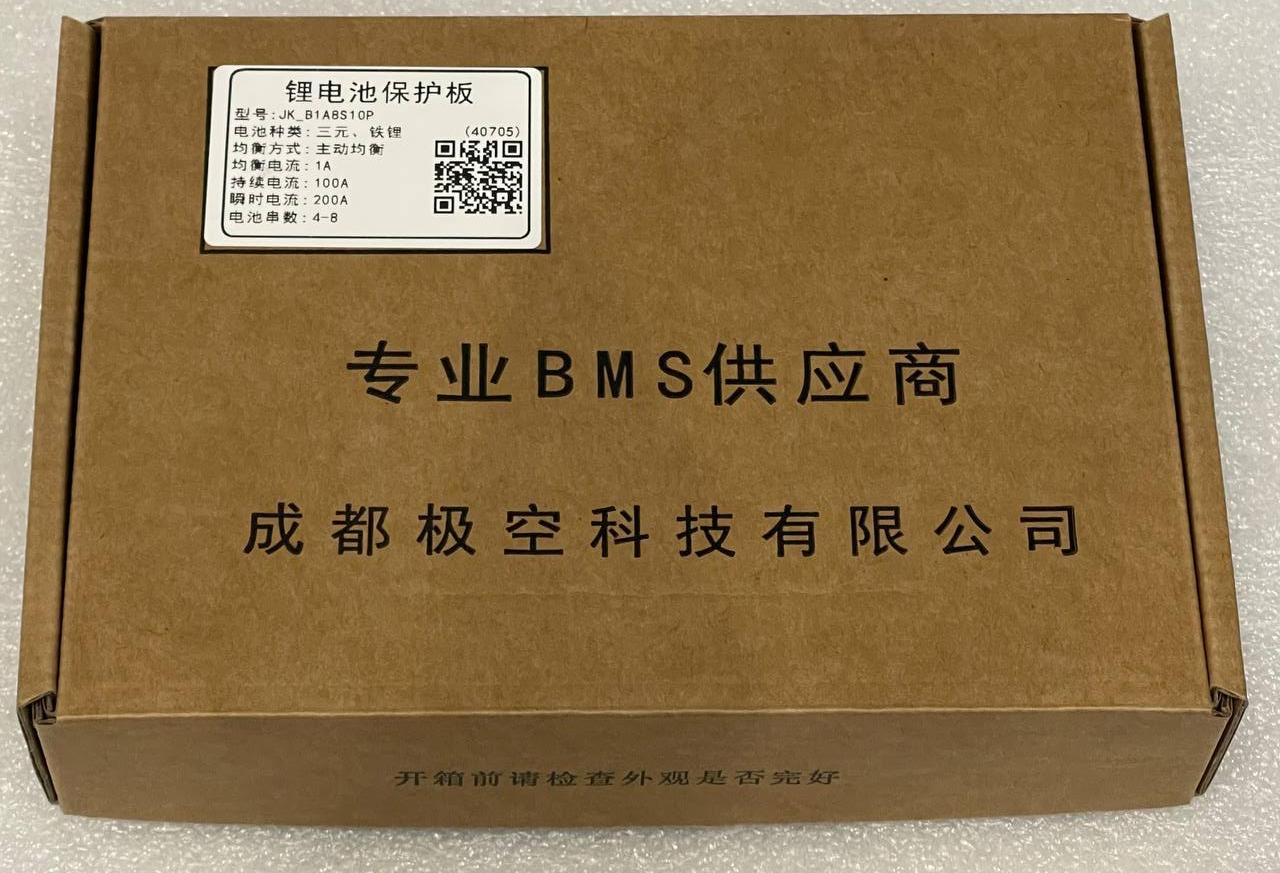 锂电池保护板
型号:JK_B1A8S10P
电池种类:三元、铁锂 (40705)
均衡方式:主动均衡
均衡电流:1A
持续电流:100A
瞬时电流:200A
电池串数:4-8
专业BMS供应商
成都极空科技有限公司
开箱前请检查外观是否完好